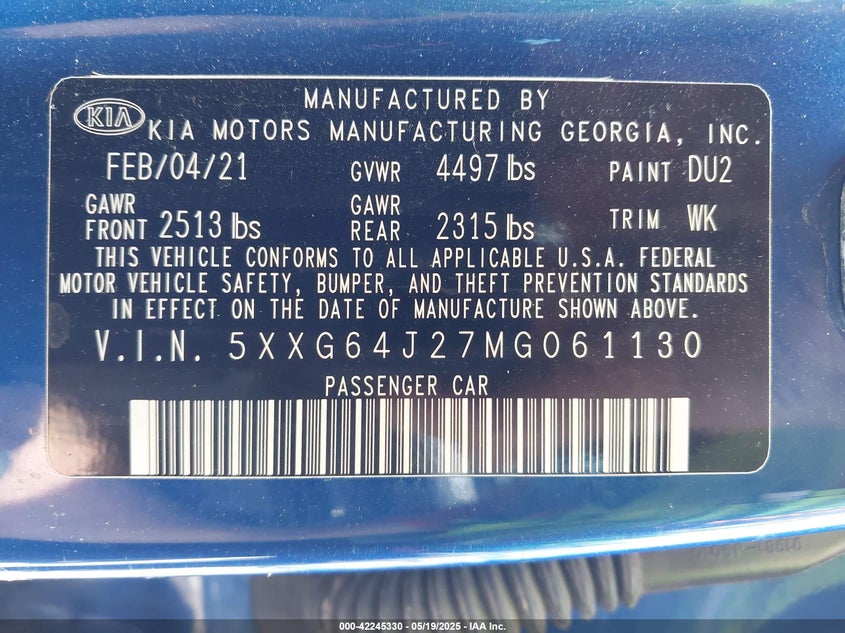 MANUFACTURED BY
KIA KIA MOTORS MANUFACTURING GEORGIA, INC.
FEB/04/21 GVWR 4497 lbs PAINT DU2
GAWR FRONT 2513 lbs GAWR REAR 2315 lbs TRIM WK
THIS VEHICLE CONFORMS TO ALL APPLICABLE U.S.A. FEDERAL
MOTOR VEHICLE SAFETY, BUMPER, AND THEFT PREVENTION STANDARDS
IN EFFECT ON THE DATE OF MANUFACTURE SHOWN ABOVE.
V.I.N. 5XXG64J27MG061130
PASSENGER CAR
000-42245330 - 05/19/2025 - IAA Inc.